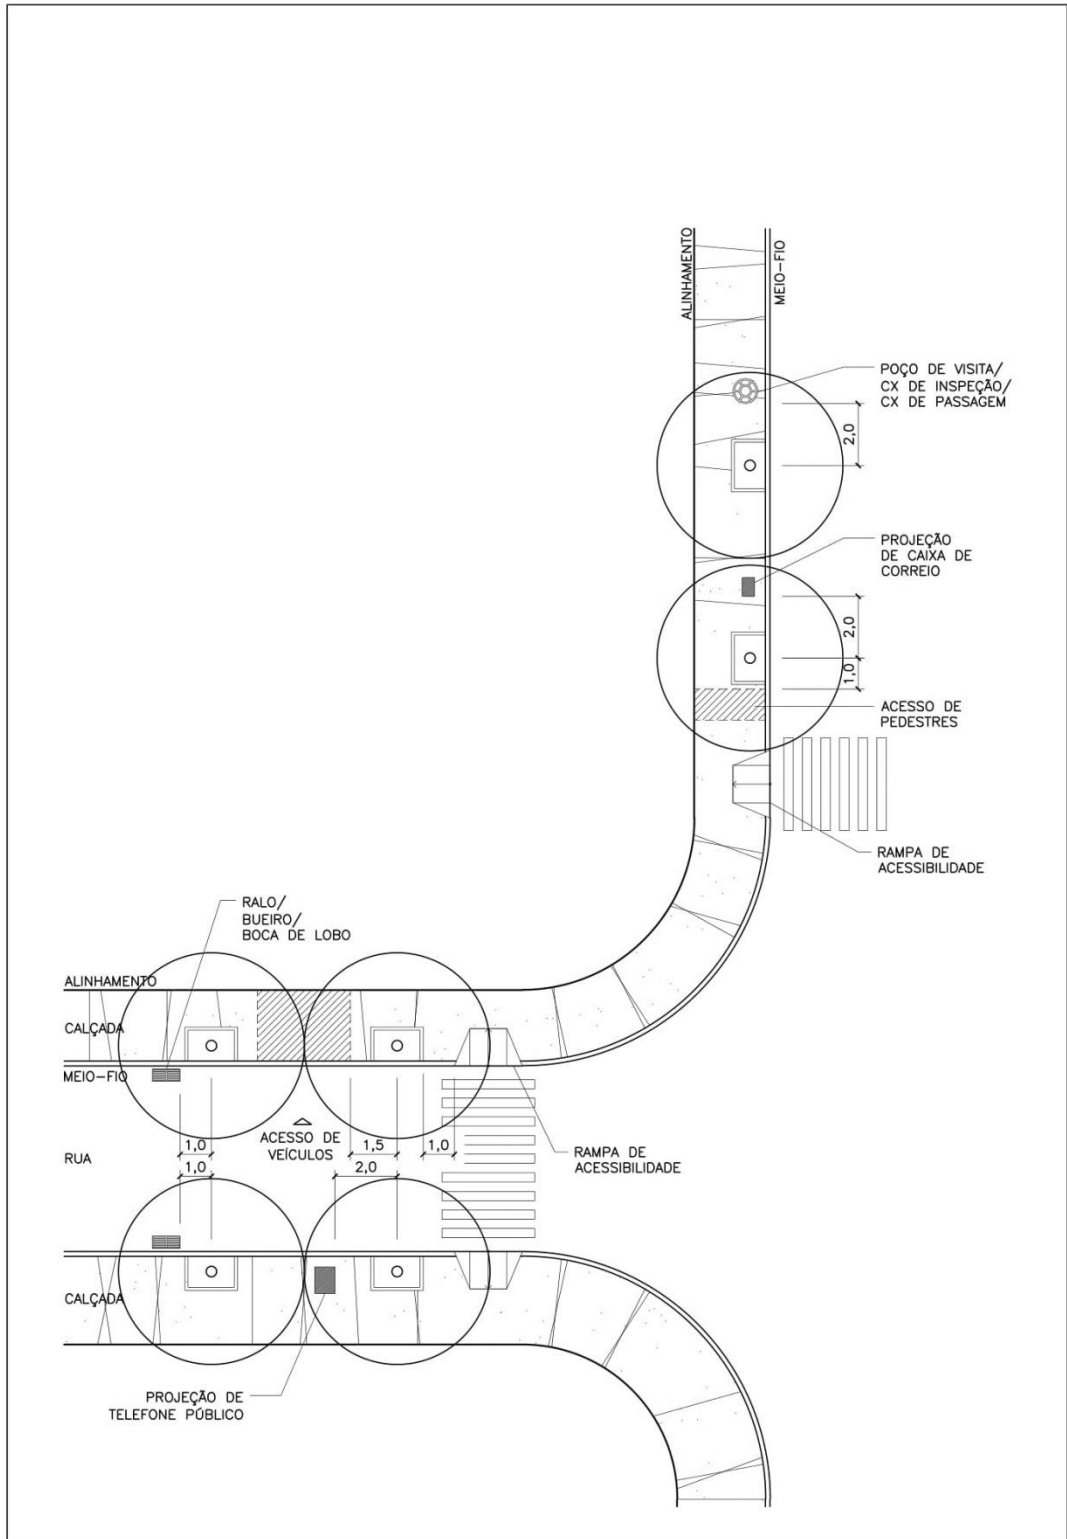 ALINHAMENTO
MEIO-FIO
POÇO DE VISITA/
CX DE INSPEÇÃO/
CX DE PASSAGEM
2,0
PROJEÇÃO
DE CAIXA DE
CORREIO
2,0
1,0
ACESSO DE
PEDESTRES
RAMPA DE
ACESSIBILIDADE
RALO/
BUEIRO/
BOCA DE LOBO
ALINHAMENTO
CALÇADA
MEIO-FIO
ACESSO DE
VEÍCULOS
1,0
1,5
1,0
RUA
RAMPA DE
ACESSIBILIDADE
1,0
2,0
CALÇADA
PROJEÇÃO DE
TELEFONE PÚBLICO